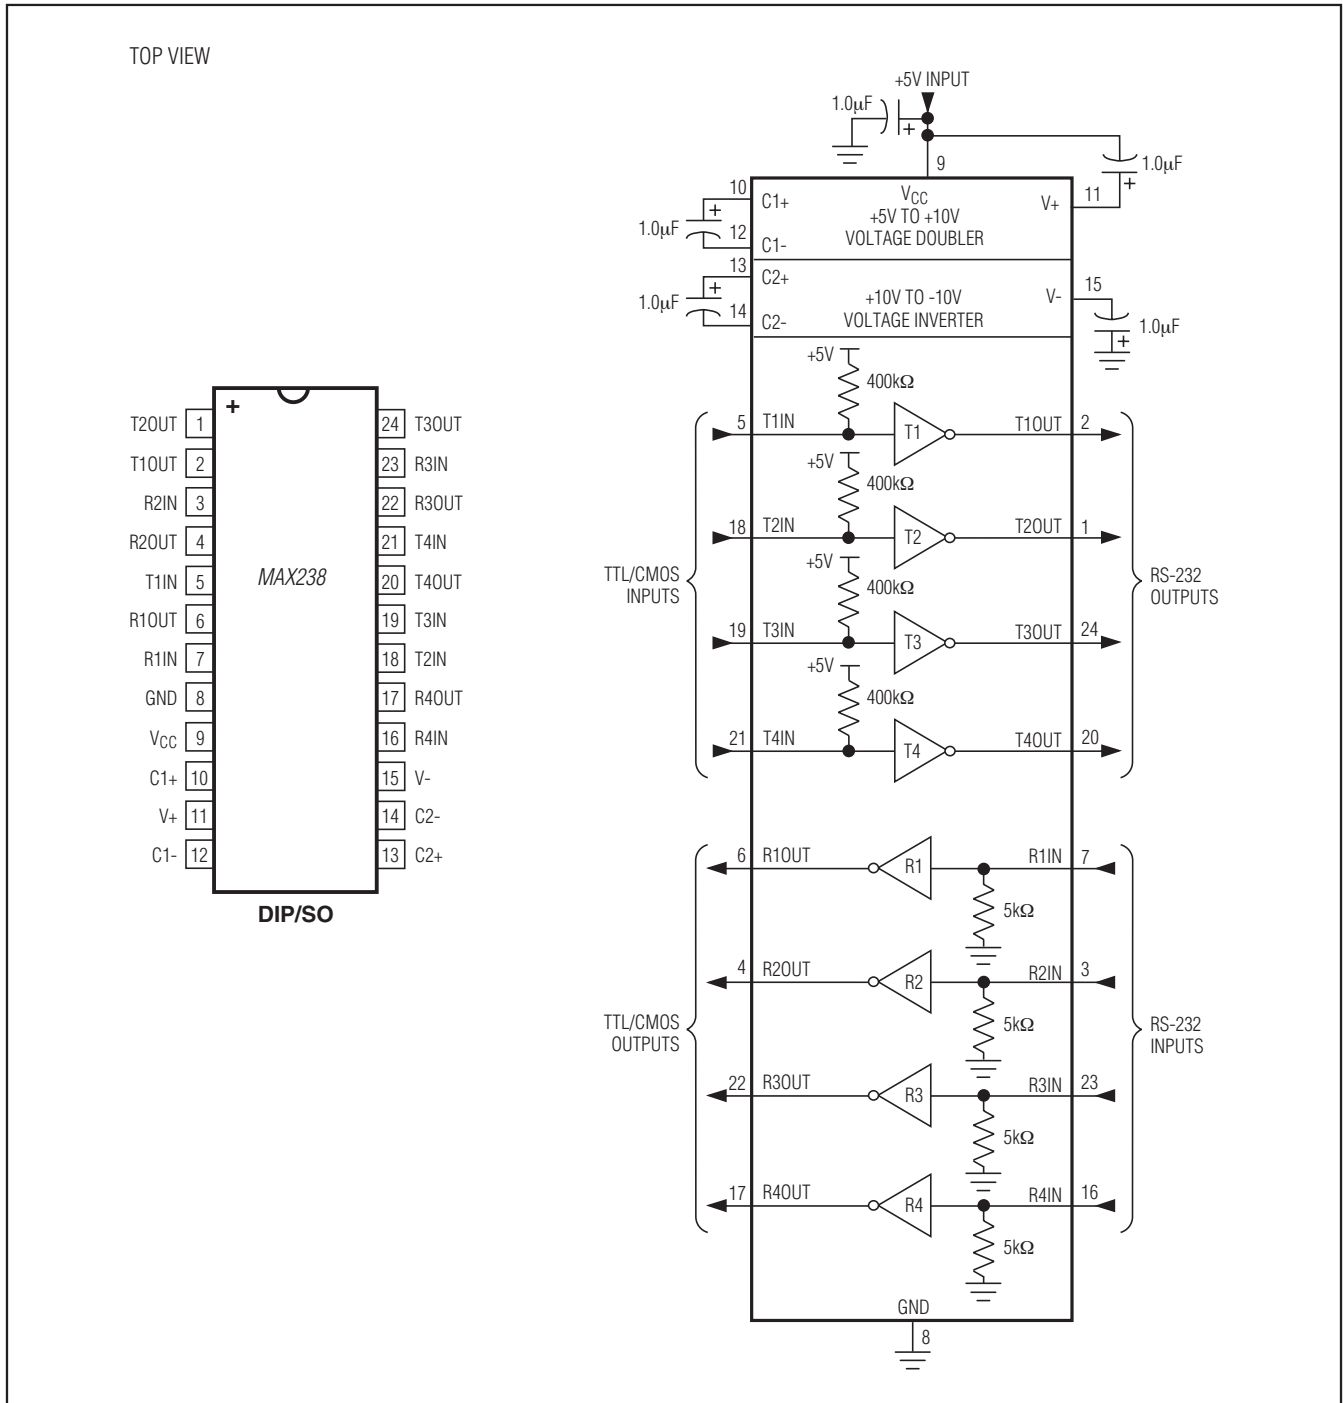 TOP VIEW
+
MAX238
T2OUT 1
T1OUT 2
R2IN 3
R2OUT 4
T1IN 5
R1OUT 6
R1IN 7
GND 8
VCC 9
C1+ 10
V+ 11
C1- 12
24 T3OUT
23 R3IN
22 R3OUT
21 T4IN
20 T4OUT
19 T3IN
18 T2IN
17 R4OUT
16 R4IN
15 V-
14 C2-
13 C2+
DIP/SO
+5V INPUT
1.0µF
+
9
1.0µF
+
10 C1+
1.0µF
+
12 C1-
VCC
+5V TO +10V
VOLTAGE DOUBLER
V+ 11
13 C2+
1.0µF
+
14 C2-
+10V TO -10V
VOLTAGE INVERTER
V- 15
1.0µF
+
+5V
400kΩ
5 T1IN T1 T1OUT 2
+5V
400kΩ
18 T2IN T2 T2OUT 1
+5V
400kΩ
19 T3IN T3 T3OUT 24
+5V
400kΩ
21 T4IN T4 T4OUT 20
TTL/CMOS
INPUTS
RS-232
OUTPUTS
6 R1OUT R1 R1IN 7
5kΩ
4 R2OUT R2 R2IN 3
5kΩ
22 R3OUT R3 R3IN 23
5kΩ
17 R4OUT R4 R4IN 16
5kΩ
TTL/CMOS
OUTPUTS
RS-232
INPUTS
GND
8